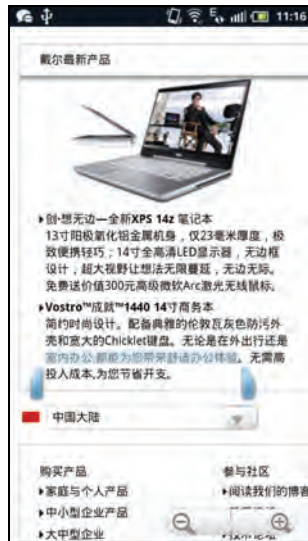 11:16
戴尔最新产品
创•想无边—全新XPS 14z 笔记本
13寸阳极氧化铝金属机身，仅23毫米厚度，极
致便携轻巧；14寸全高清LED显示器，无边框
设计，超大视野让想法无限蔓延，无边无际。
免费送价值300元高级微软Arc激光无线鼠标。
Vostro™成就™1440 14寸商务本
简约时尚设计。配备典雅的伦敦瓦灰色防污外
壳和宽大的Chicklet键盘。无论是在外出行还是
室内办公,都能为您带来舒适办公体验。无需高
投入成本,为您节省开支。
中国大陆
购买产品
参与社区
家庭与个人产品
阅读我们的博客
中小型企业产品
大中型企业